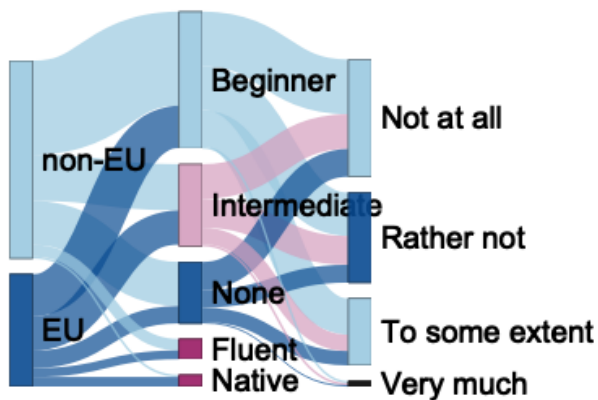 non-EU
EU
Beginner
Intermediate
None
Fluent
Native
Not at all
Rather not
To some extent
Very much